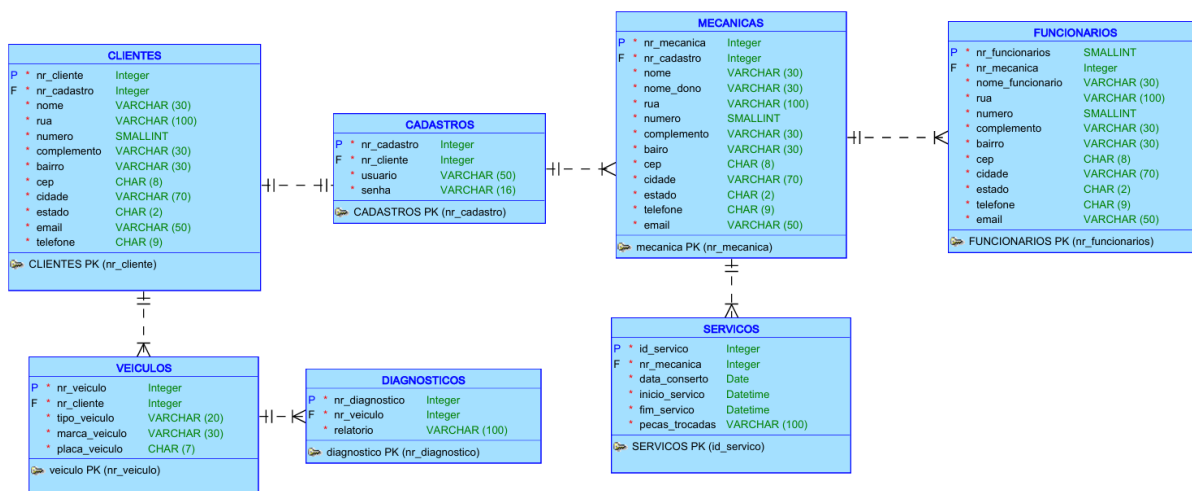 CLIENTES
P * nr_cliente Integer
F * nr_cadastro Integer
* nome VARCHAR (30)
* rua VARCHAR (100)
* numero SMALLINT
* complemento VARCHAR (30)
* bairro VARCHAR (30)
* cep CHAR (8)
* cidade VARCHAR (70)
* estado CHAR (2)
* email VARCHAR (50)
* telefone CHAR (9)
CLIENTES PK (nr_cliente)
CADASTROS
P * nr_cadastro Integer
F * nr_cliente Integer
* usuario VARCHAR (50)
* senha VARCHAR (16)
CADASTROS PK (nr_cadastro)
MECANICAS
P * nr_mecanica Integer
F * nr_cadastro Integer
* nome VARCHAR (30)
* nome_dono VARCHAR (30)
* rua VARCHAR (100)
* numero SMALLINT
* complemento VARCHAR (30)
* bairo VARCHAR (30)
* cep CHAR (8)
* cidade VARCHAR (70)
* estado CHAR (2)
* telefone CHAR (9)
* email VARCHAR (50)
mecanica PK (nr_mecanica)
FUNCIONARIOS
P * nr_funcionarios SMALLINT
F * nr_mecanica Integer
* nome_funcionario VARCHAR (30)
* rua VARCHAR (100)
* numero SMALLINT
* complemento VARCHAR (30)
* bairro VARCHAR (30)
* cep CHAR (8)
* cidade VARCHAR (70)
* estado CHAR (2)
* telefone CHAR (9)
* email VARCHAR (50)
FUNCIONARIOS PK (nr_funcionarios)
VEICULOS
P * nr_veiculo Integer
F * nr_cliente Integer
* tipo_veiculo VARCHAR (20)
* marca_veiculo VARCHAR (30)
* placa_veiculo CHAR (7)
veiculo PK (nr_veiculo)
DIAGNOSTICOS
P * nr_diagnostico Integer
F * nr_veiculo Integer
* relatorio VARCHAR (100)
diagnostico PK (nr_diagnostico)
SERVICOS
P * id_servico Integer
F * nr_mecanica Integer
* data_conserto Date
* inicio_servico Datetime
* fim_servico Datetime
* pecas_trocadas VARCHAR (100)
SERVICOS PK (id_servico)